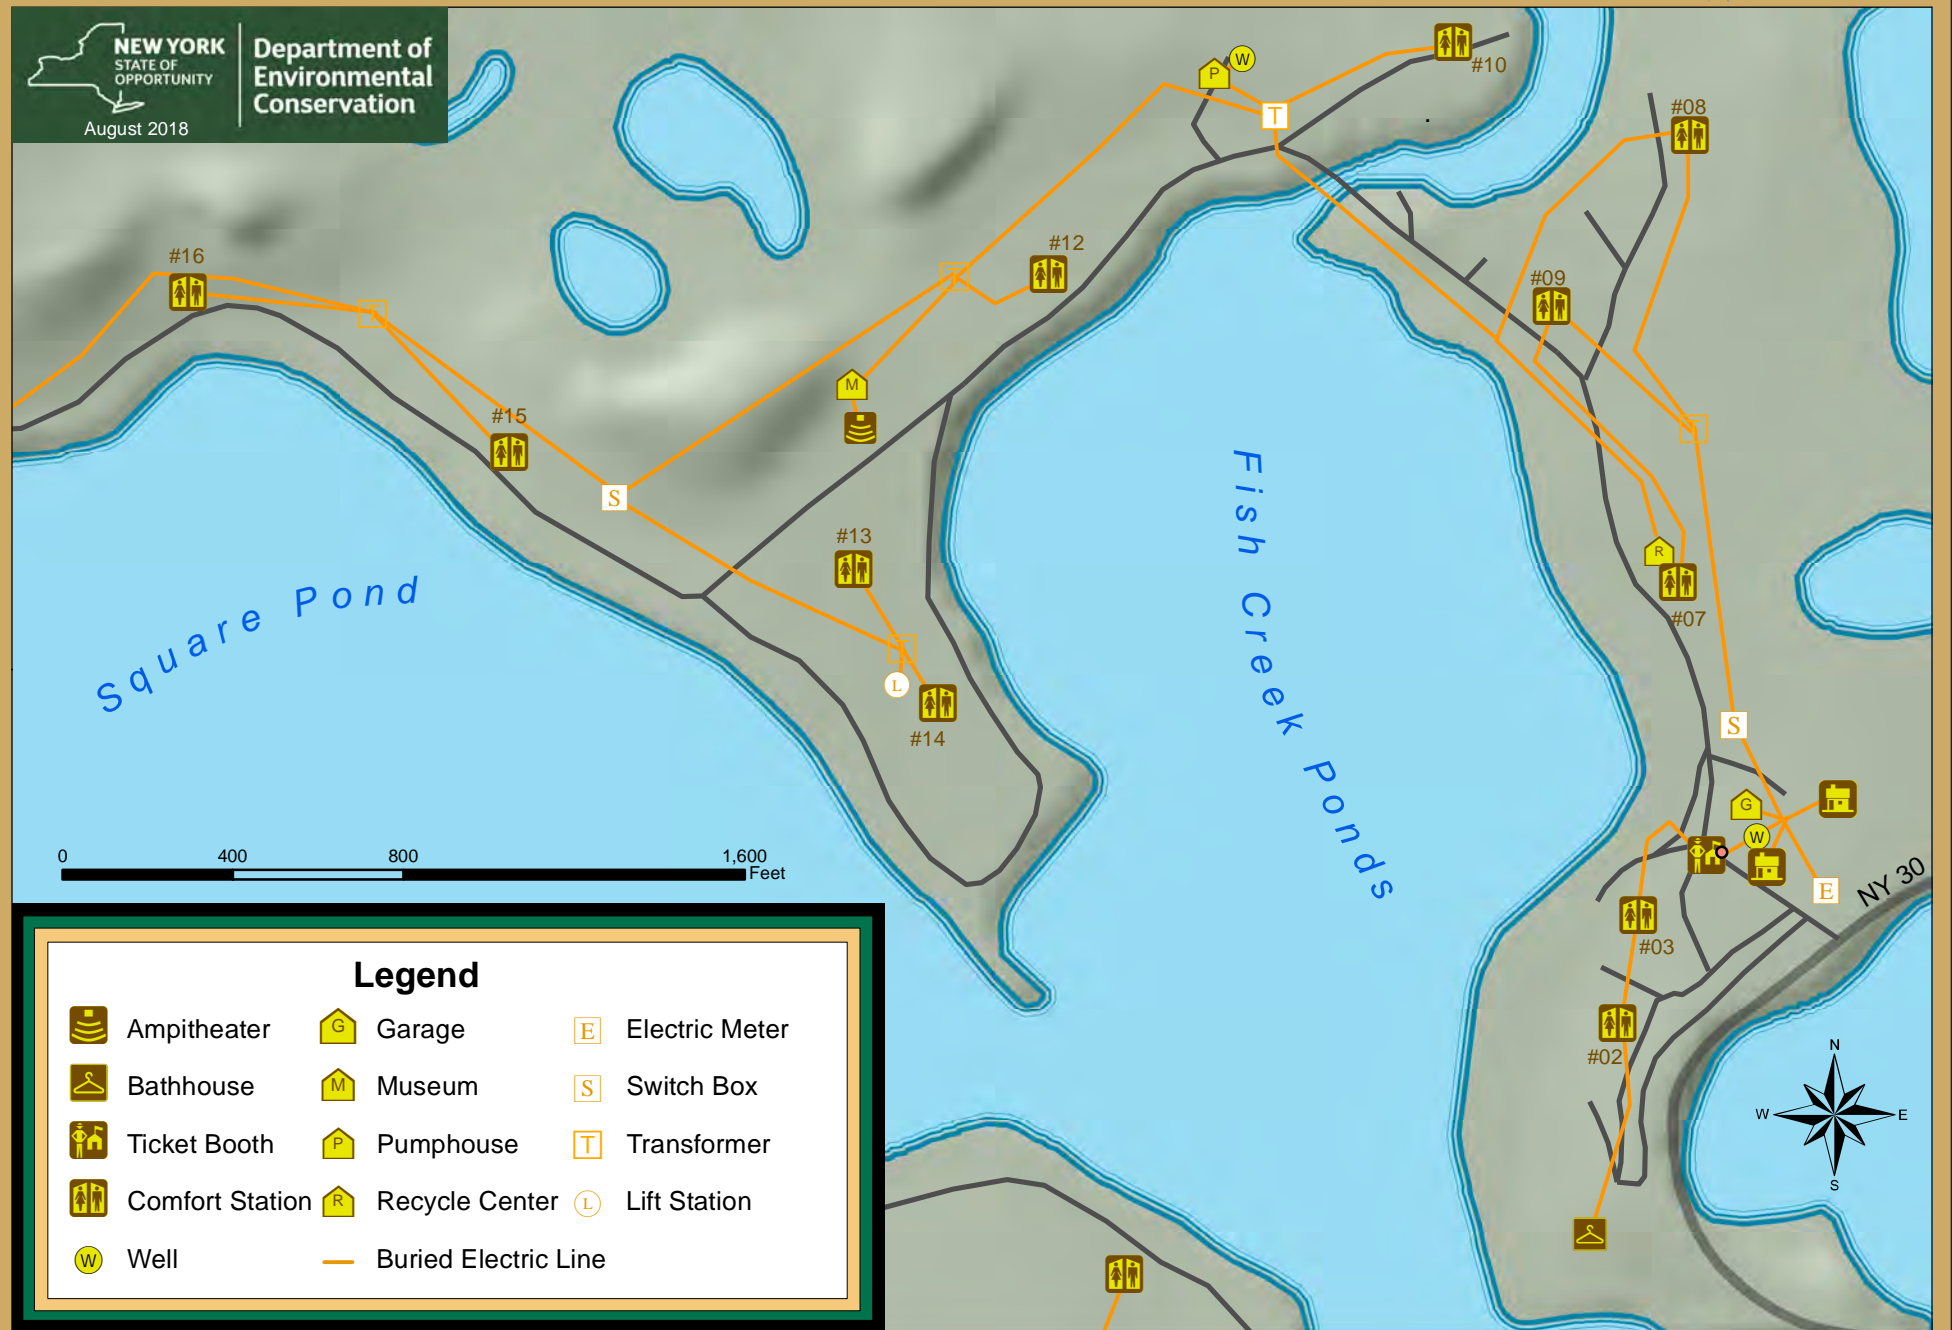 NEW YORK
STATE OF
OPPORTUNITY
Department of
Environmental
Conservation
August 2018
W
P
#10
T
#08
#12
#16
T
#09
T
M
#15
T
S
Fish Creek Ponds
#13
R
Square Pond
#07
T
L
#14
S
G
W
0
400
800
1,600
Feet
E
NY 30
#03
#02
N
W
E
S
Legend
Ampitheater
G
Garage
E
Electric Meter
Bathhouse
M
Museum
S
Switch Box
Ticket Booth
P
Pumphouse
T
Transformer
Comfort Station
R
Recycle Center
L
Lift Station
W
Well
Buried Electric Line